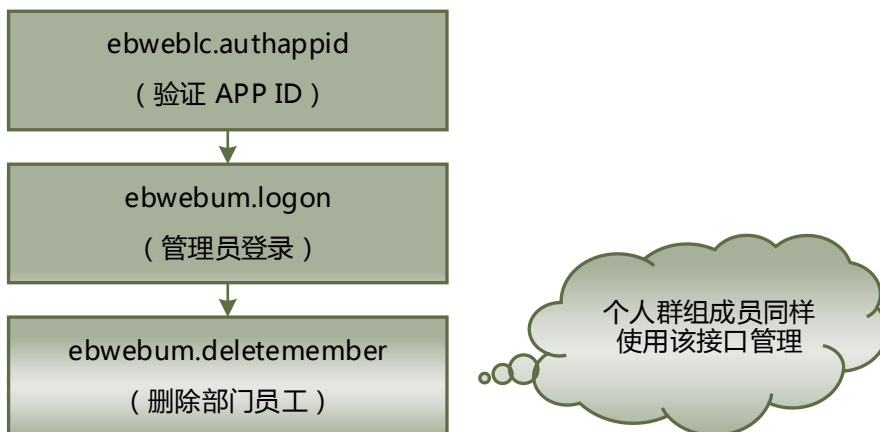 ebweblc.authappid
（验证 APP ID）
ebwebum.logon
（管理员登录）
ebwebum.deletemember
（删除部门员工）
个人群组成员同样
使用该接口管理